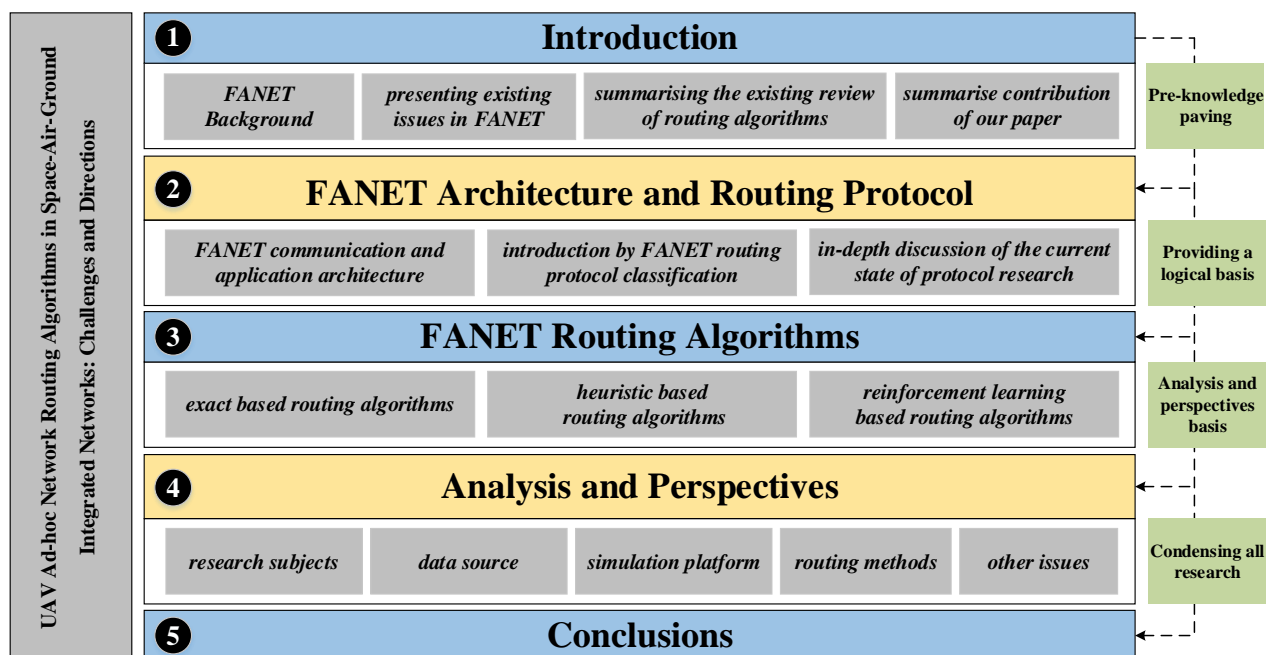 UAV Ad-hoc Network Routing Algorithms in Space-Air-Ground
Integrated Networks: Challenges and Directions
1
Introduction
FANET
Background
presenting existing
issues in FANET
summarising the existing review
of routing algorithms
summarise contribution
of our paper
Pre-knowledge
paving
2
FANET Architecture and Routing Protocol
FANET communication and
application architecture
introduction by FANET routing
protocol classification
in-depth discussion of the current
state of protocol research
Providing a
logical basis
3
FANET Routing Algorithms
exact based routing algorithms
heuristic based
routing algorithms
reinforcement learning
based routing algorithms
Analysis and
perspectives
basis
4
Analysis and Perspectives
research subjects
data source
simulation platform
routing methods
other issues
Condensing all
research
5
Conclusions